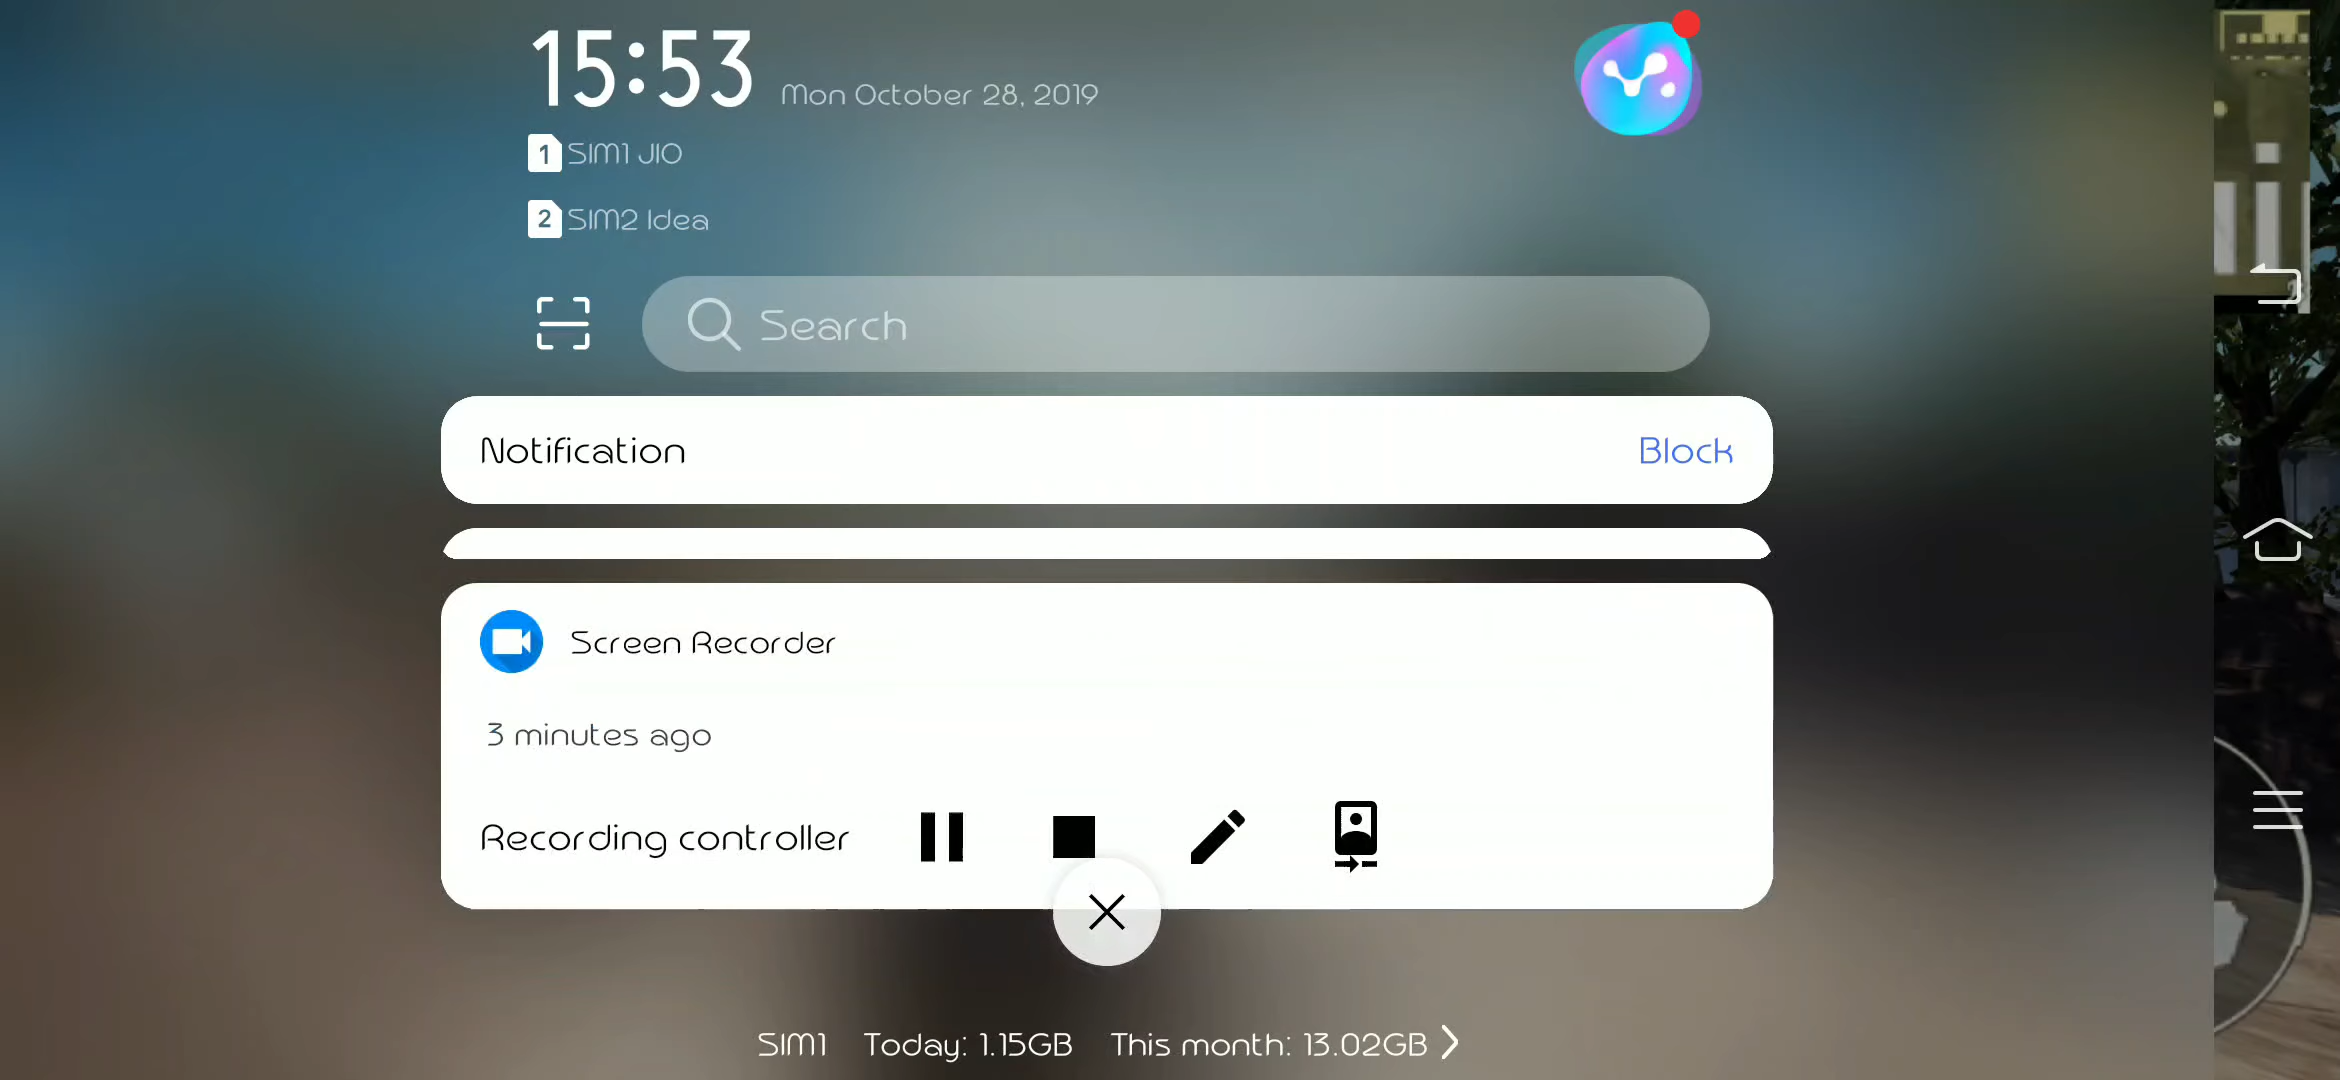 15:53 Mon October 28, 2019
1 SIM1 JIO
2 SIM2 Idea
Search
Notification Block
Screen Recorder
3 minutes ago
Recording controller
SIM1 Today: 1.15GB This month: 13.02GB